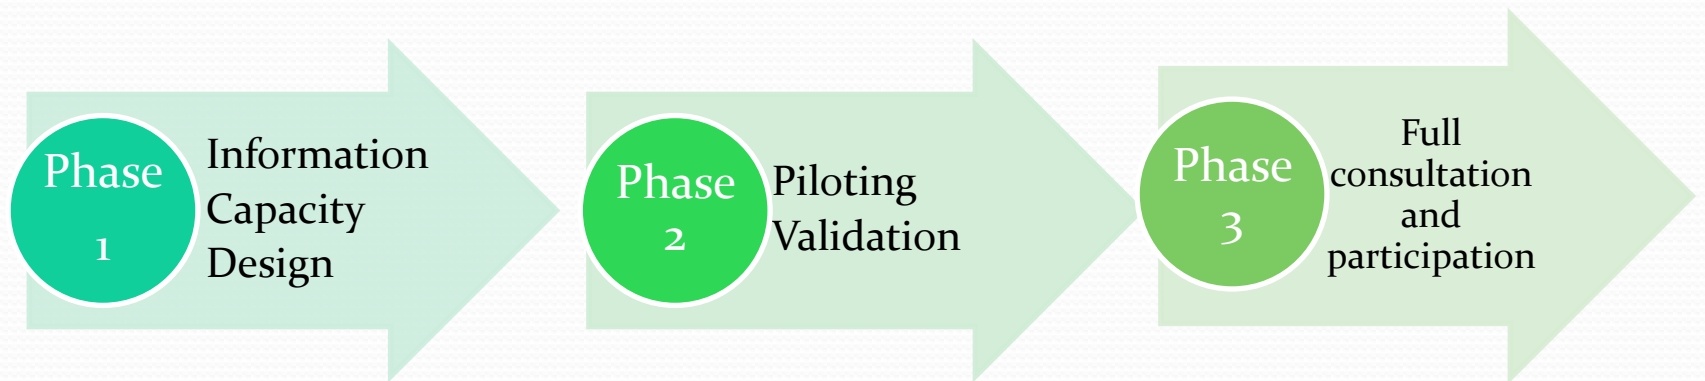 Phase
1
Information
Capacity
Design
Phase
2
Piloting
Validation
Phase
3
Full
consultation
and
participation